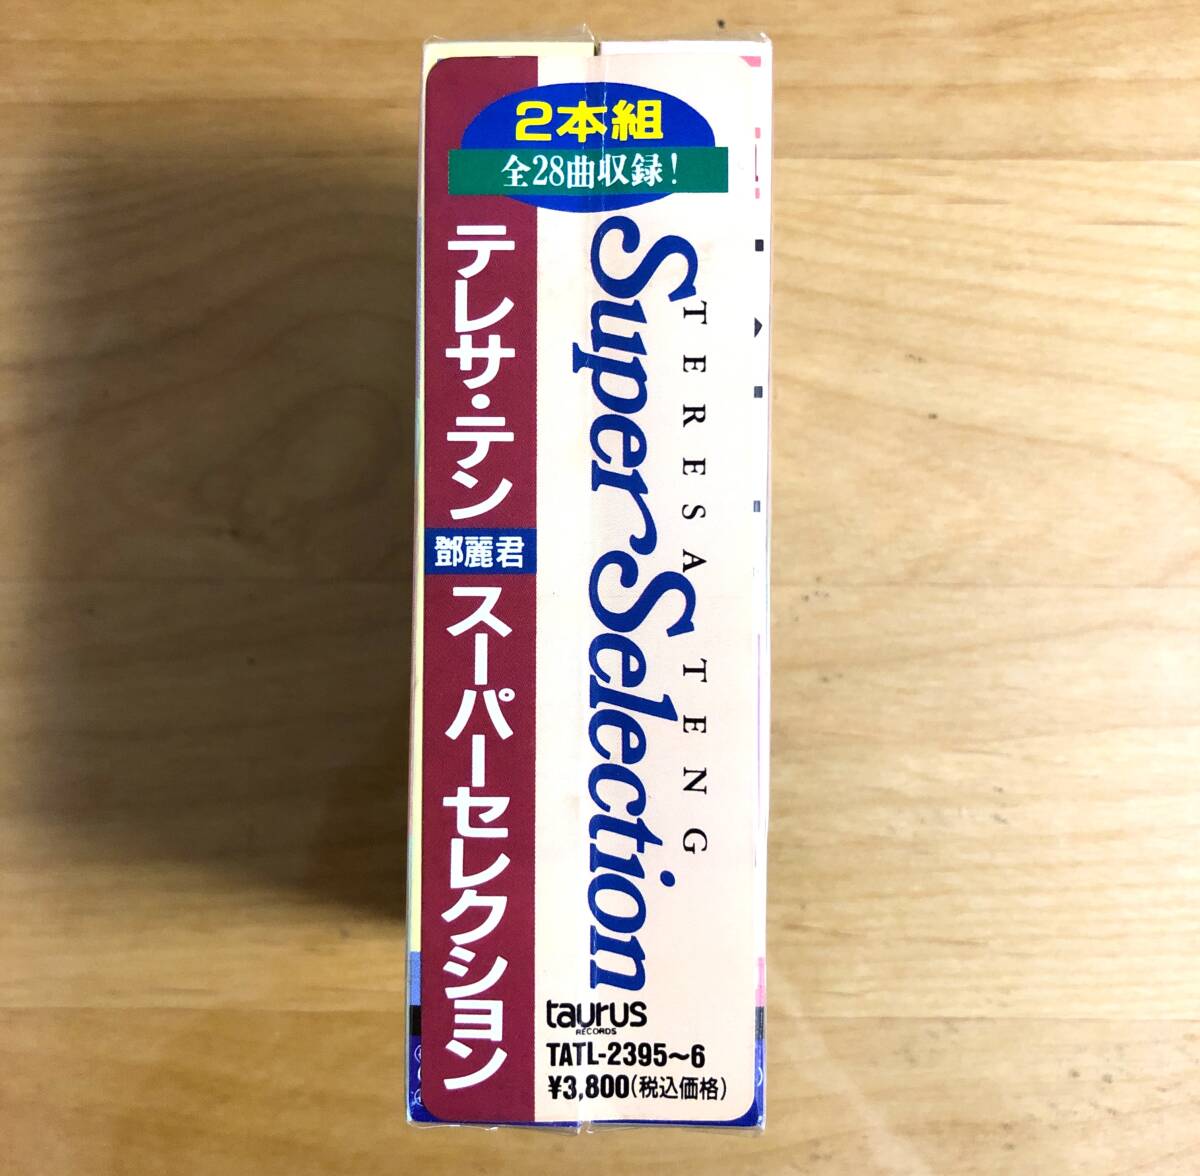 2本組
全28曲収録!
テレサ・テン
鄧麗君
スーパーセレクション
Super Selection
TERESA TENG
taurus
RECORDS
TATL-2395~6
¥3,800(税込価格)